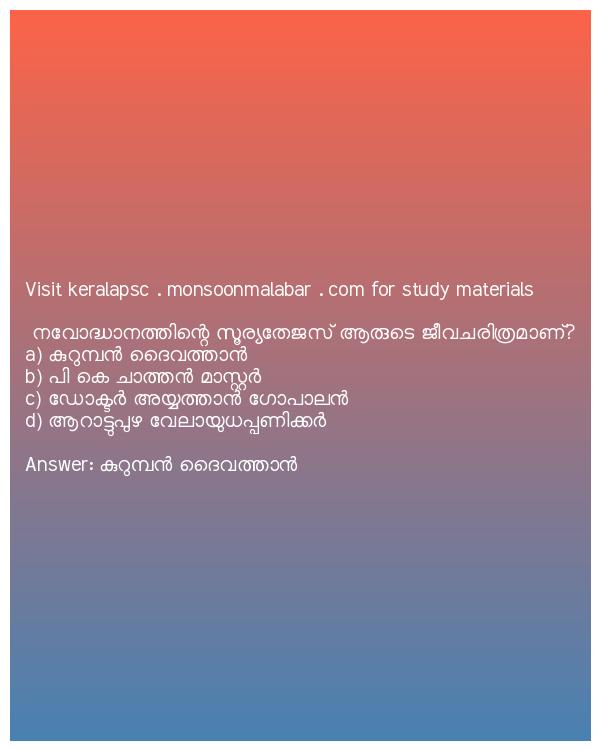 Visit keralapsc . monsoonmalabar . com for study materials
നവോദ്ധാനത്തിന്റെ സൂര്യതേജസ് ആരുടെ ജീവചരിത്രമാണ്?
a) കുറുമ്പൻ ദൈവത്താൻ
b) പി കെ ചാത്തൻ മാസ്റ്റർ
c) ഡോക്ടർ അയ്യത്താൻ ഗോപാലൻ
d) ആറാട്ടുപുഴ വേലായുധപ്പണിക്കർ
Answer: കുറുമ്പൻ ദൈവത്താൻ